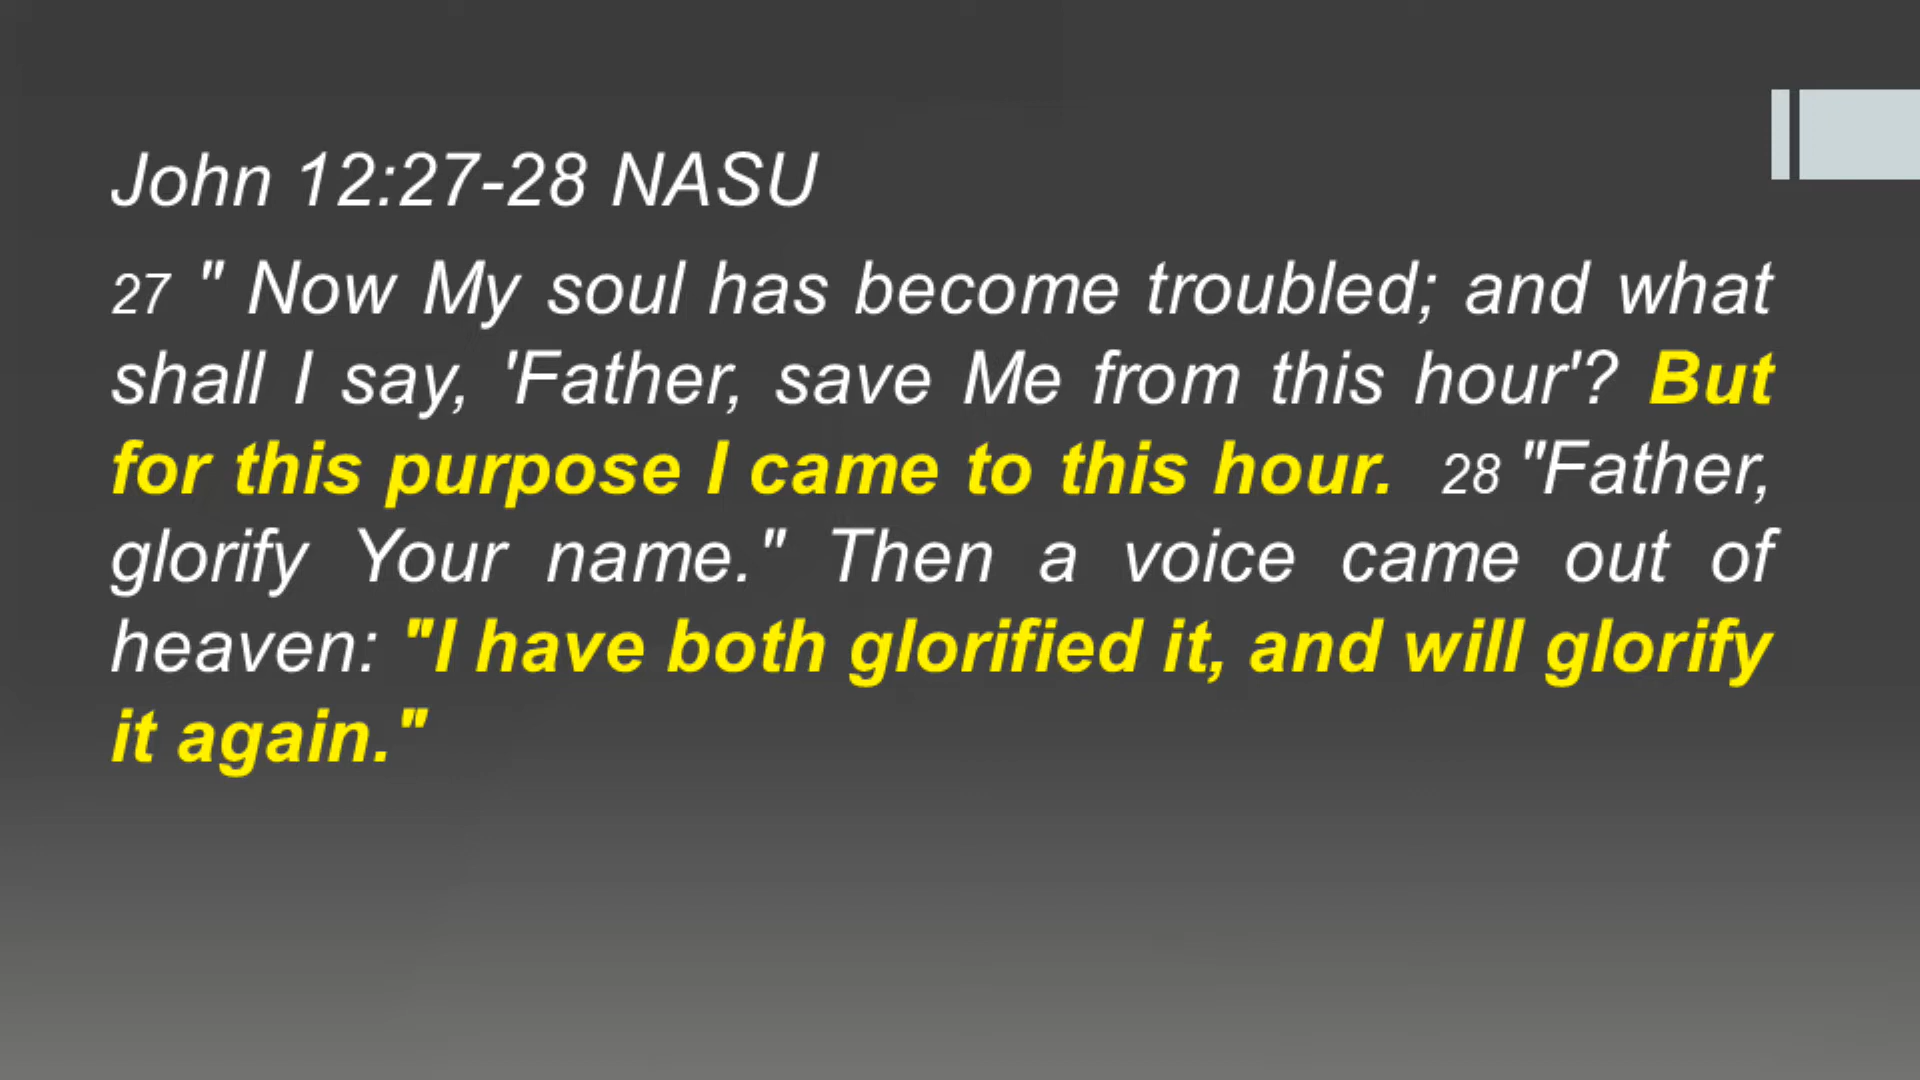 John 12:27-28 NASU
27 " Now My soul has become troubled; and what
shall I say, 'Father, save Me from this hour'? But
for this purpose I came to this hour. 28 "Father,
glorify Your name." Then a voice came out of
heaven: "I have both glorified it, and will glorify
it again."